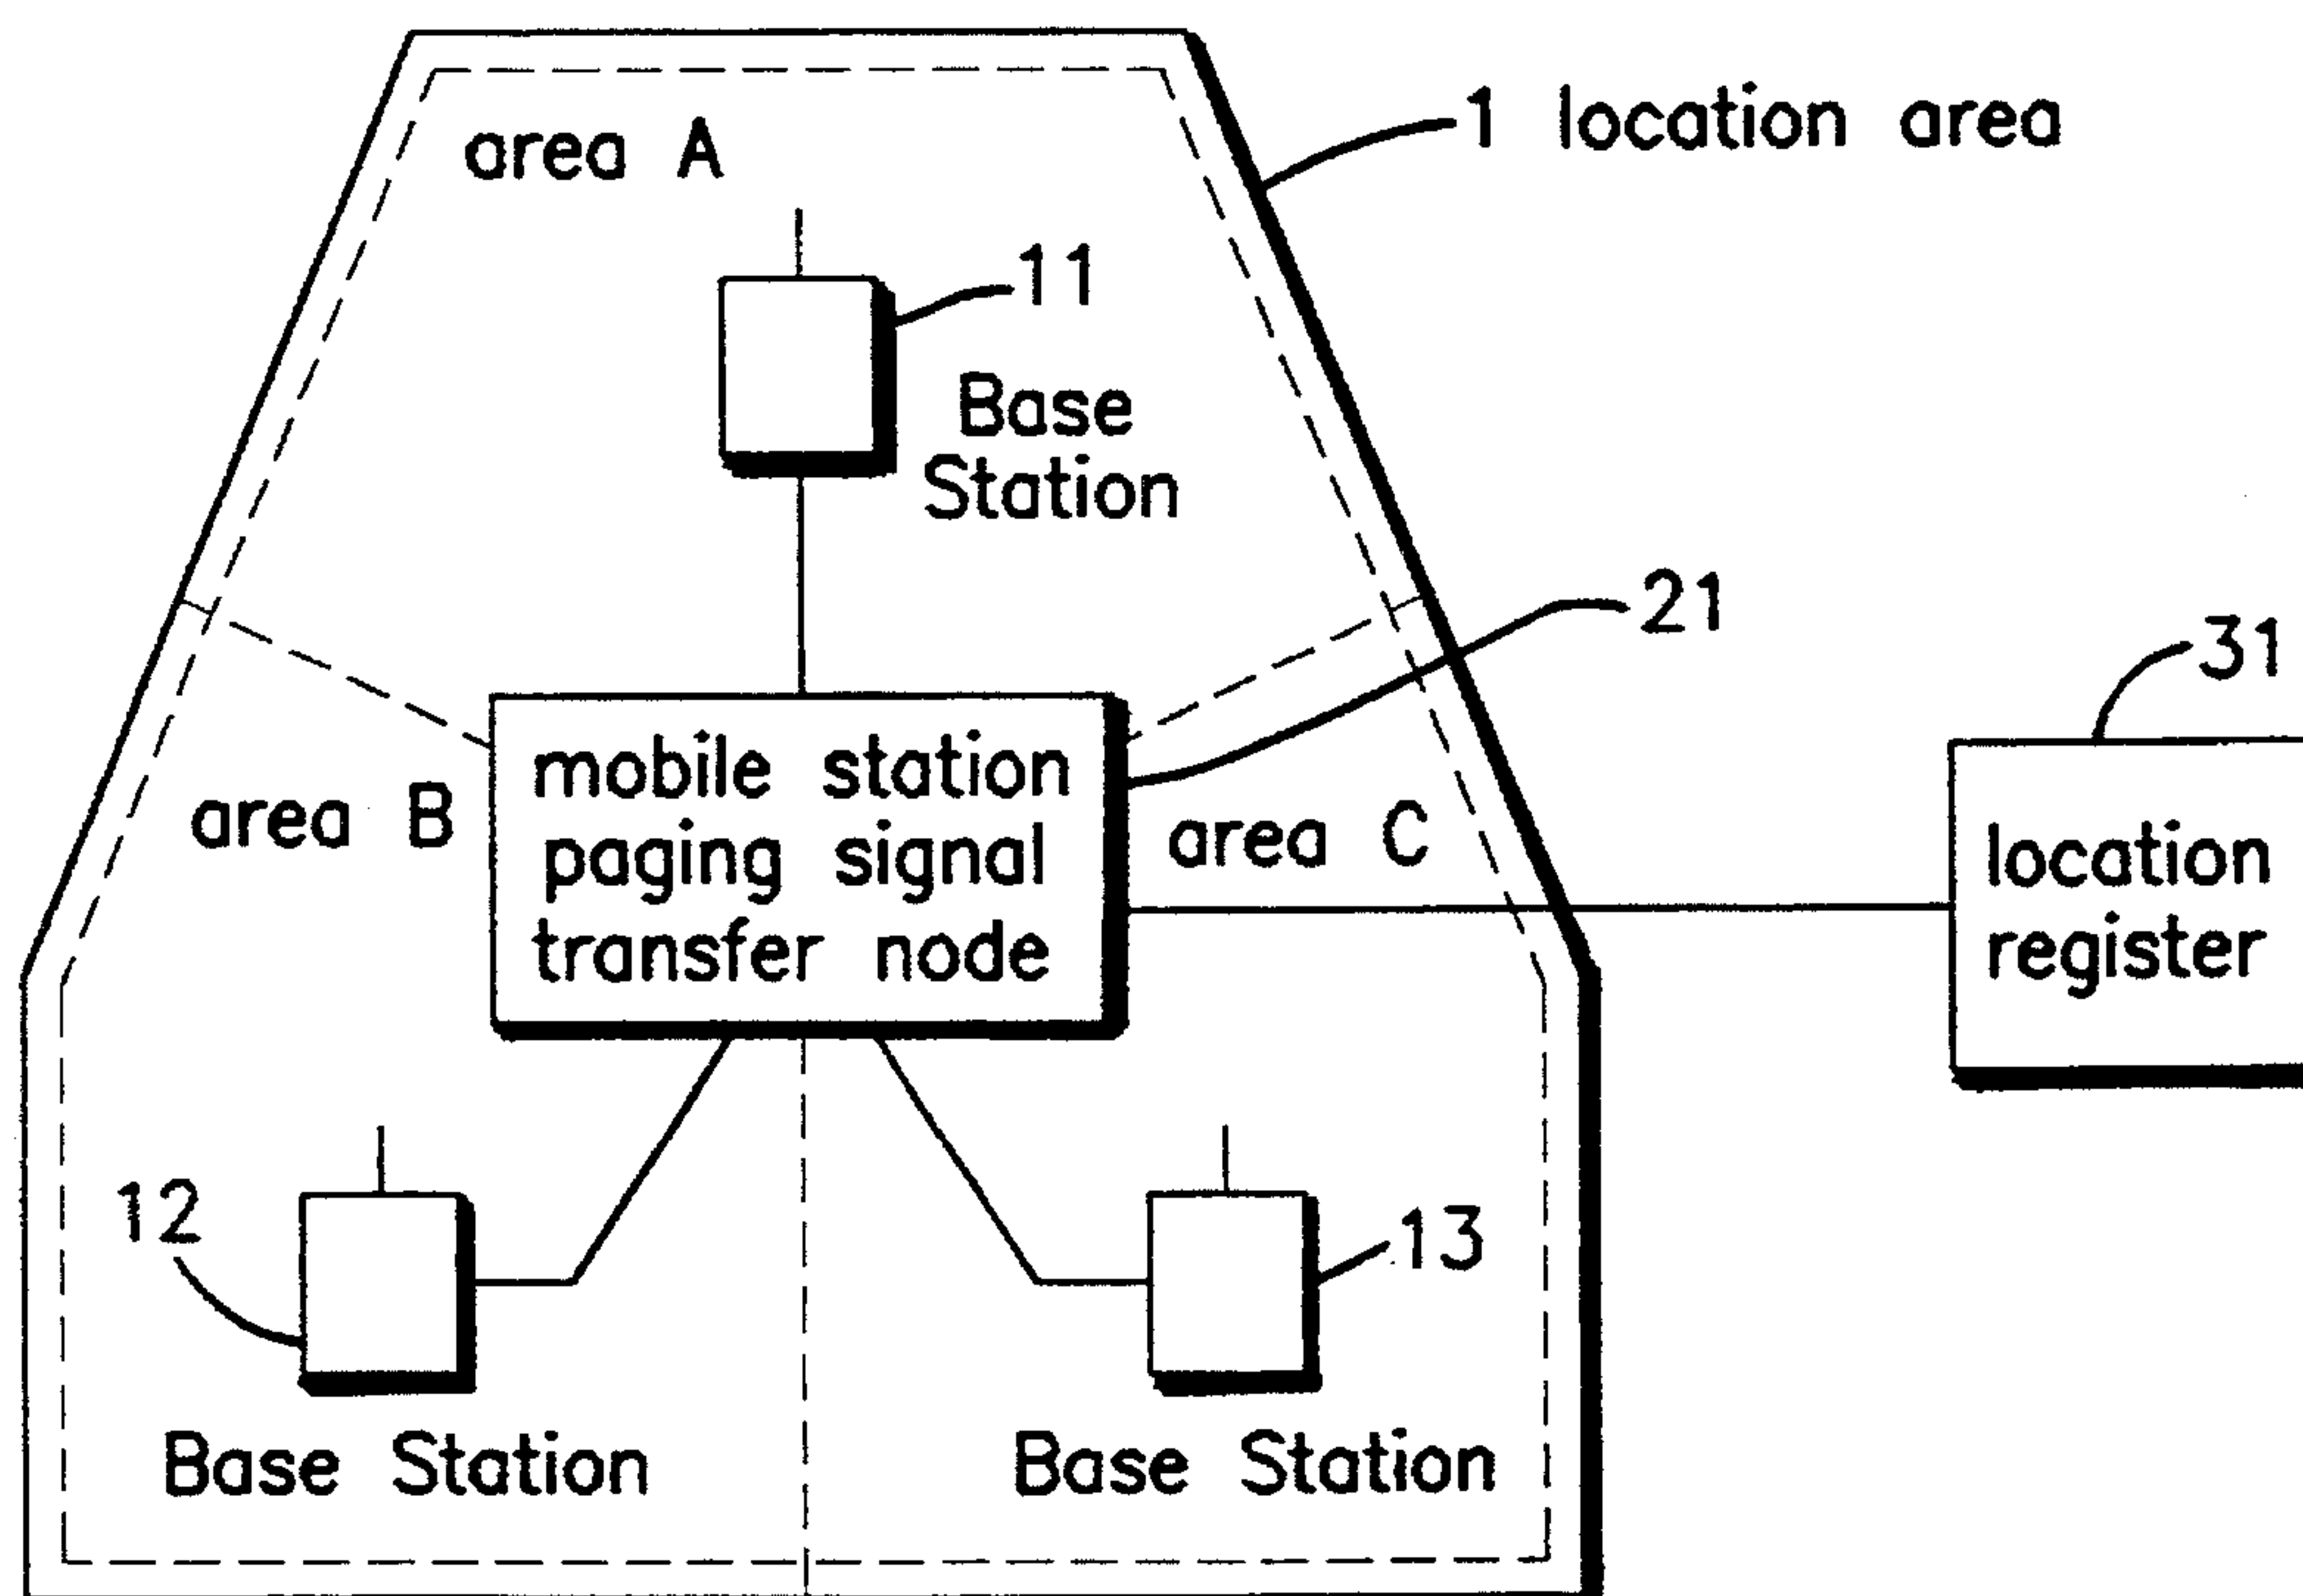 area A
1 location area
11
Base
Station
21
31
mobile station
paging signal
transfer node
area B
area C
location
register
12
13
Base Station
Base Station